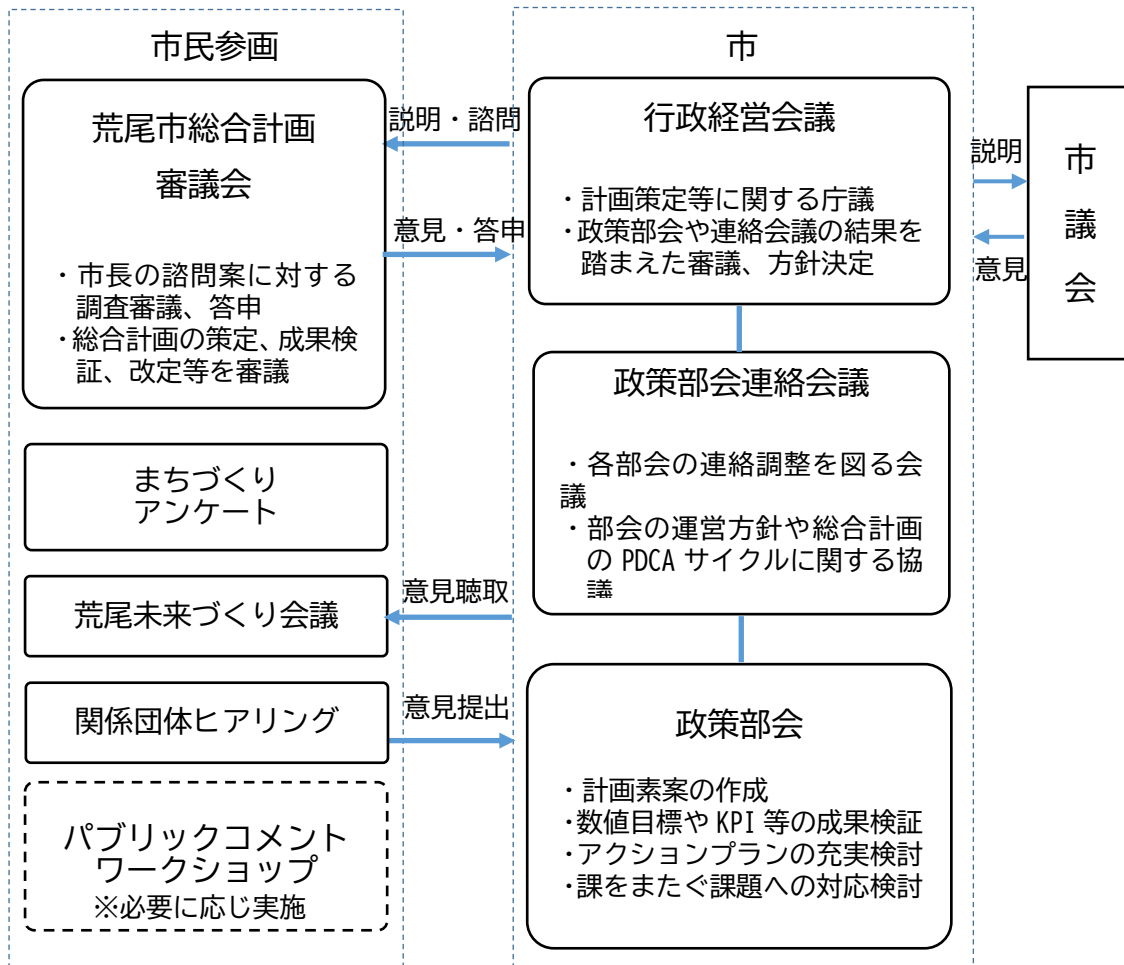 市民参画
荒尾市総合計画
審議会
・市長の諮問案に対する
調査審議、答申
・総合計画の策定、成果検
証、改定等を審議
まちづくり
アンケート
荒尾未来づくり会議
関係団体ヒアリング
パブリックコメント
ワークショップ
※必要に応じ実施
説明・諮問
意見・答申
意見聴取
意見提出
市
行政経営会議
・計画策定等に関する庁議
・政策部会や連絡会議の結果を
踏まえた審議、方針決定
政策部会連絡会議
・各部会の連絡調整を図る会
議
・部会の運営方針や総合計画
の PDCA サイクルに関する協
議
政策部会
・計画素案の作成
・数値目標や KPI 等の成果検証
・アクションプランの充実検討
・課をまたぐ課題への対応検討
説明
意見
市
議
会